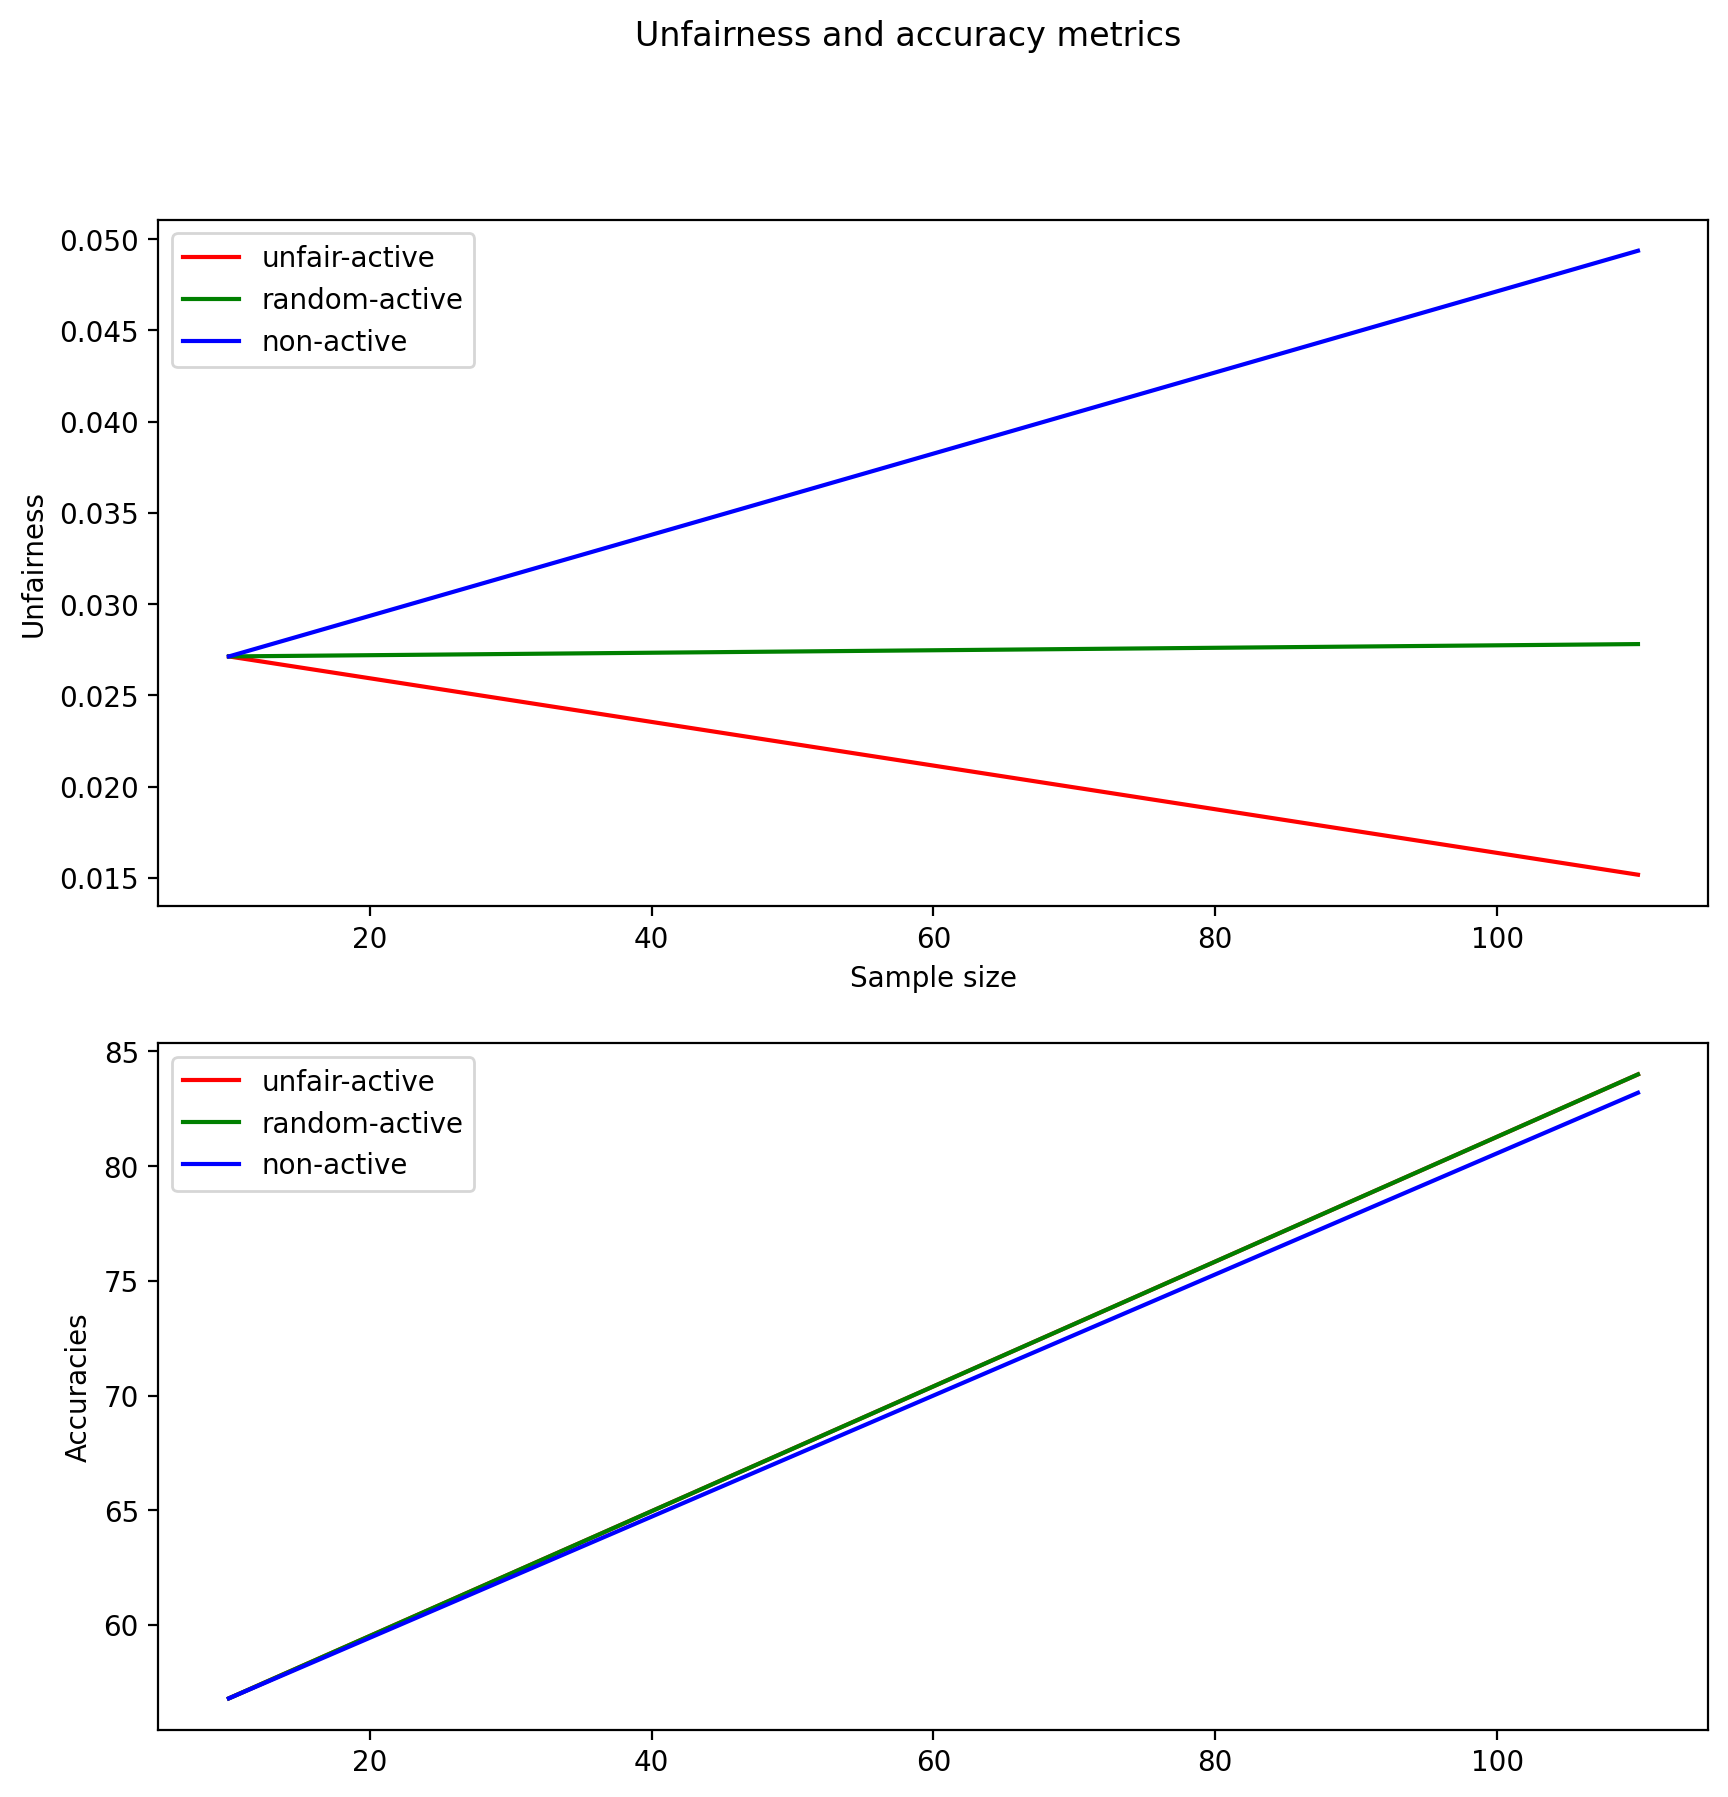 Unfairness and accuracy metrics
0.050
0.045
0.040
0.035
0.030
0.025
0.020
0.015
Unfairness
unfair-active
random-active
non-active
20 40 60 80 100
Sample size
85
80
75
70
65
60
Accuracies
unfair-active
random-active
non-active
20 40 60 80 100